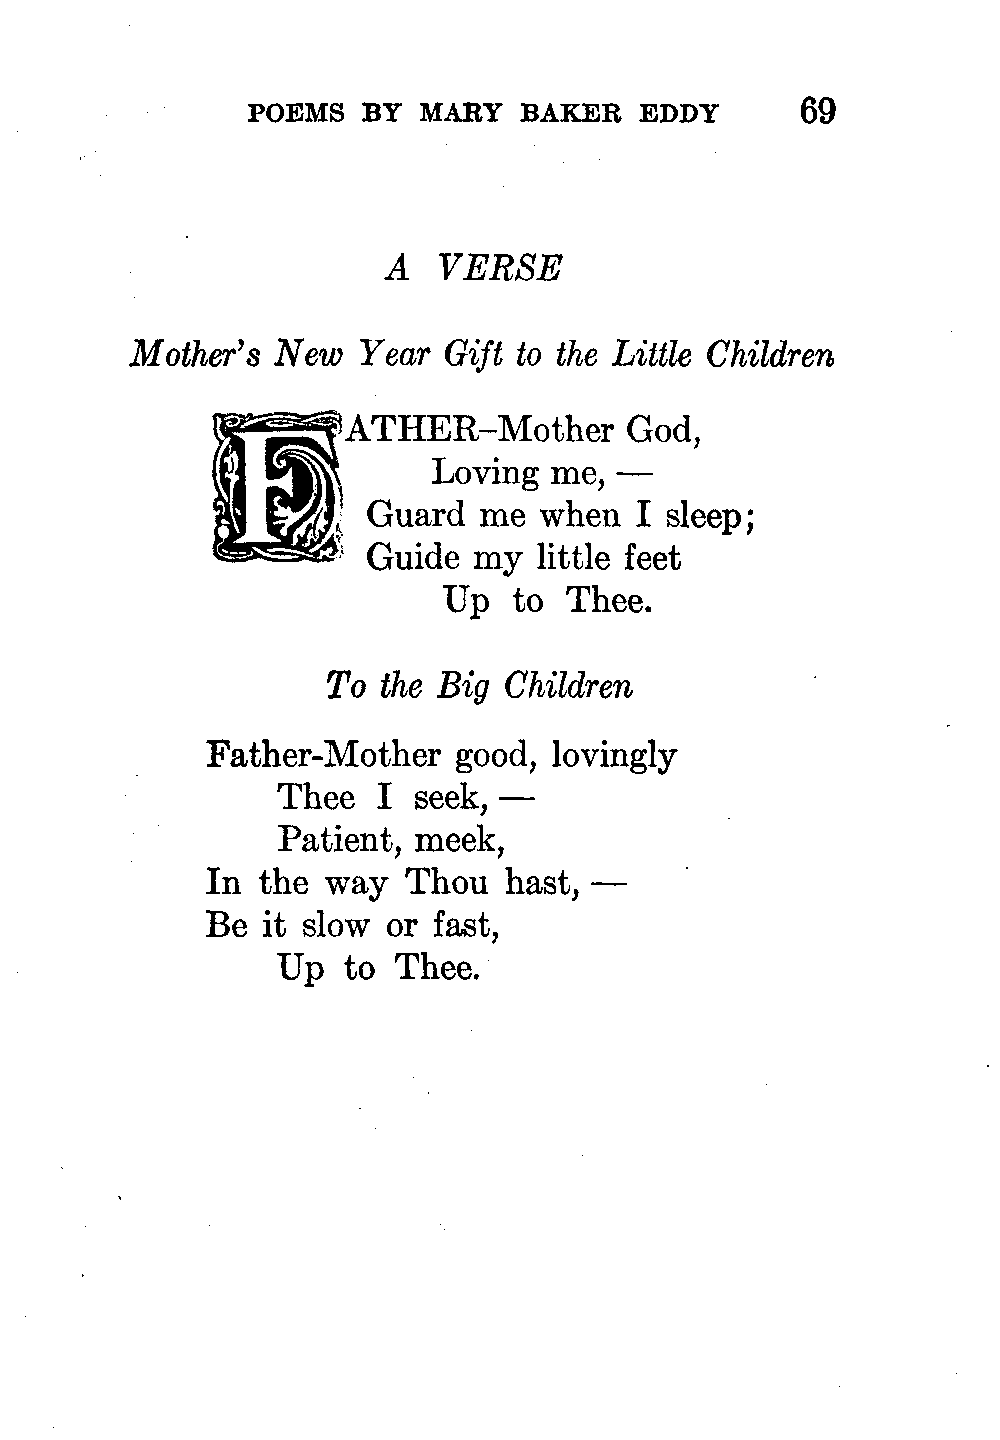 POEMS BY MARY BAKER EDDY 69
A VERSE
Mother's New Year Gift to the Little Children
FATHER–Mother God,
Loving me, —
Guard me when I sleep;
Guide my little feet
Up to Thee.
To the Big Children
Father-Mother good, lovingly
Thee I seek, —
Patient, meek,
In the way Thou hast, —
Be it slow or fast,
Up to Thee.